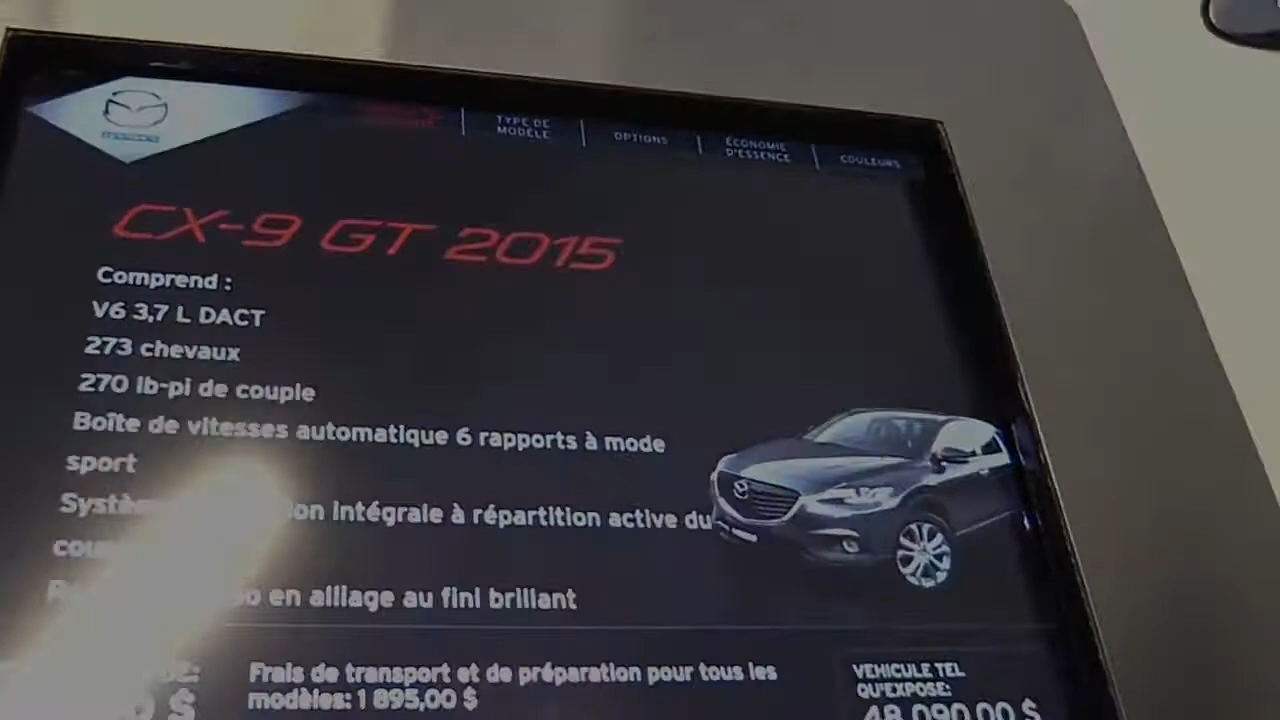 TYPE DE
MODÈLE
OPTIONS
ÉCONOMIE
D'ESSENCE
COULEURS
CX-9 GT 2015
Comprend :
V6 3,7 L DACT
273 chevaux
270 lb-pi de couple
Boîte de vitesses automatique 6 rapports à mode
sport
intégrale à répartition active du
en alliage au fini brillant
Frais de transport et de préparation pour tous les
modèles: 1 895,00 $
VÉHICULE TEL
QU'EXPOSÉ:
48 090,00 $
$